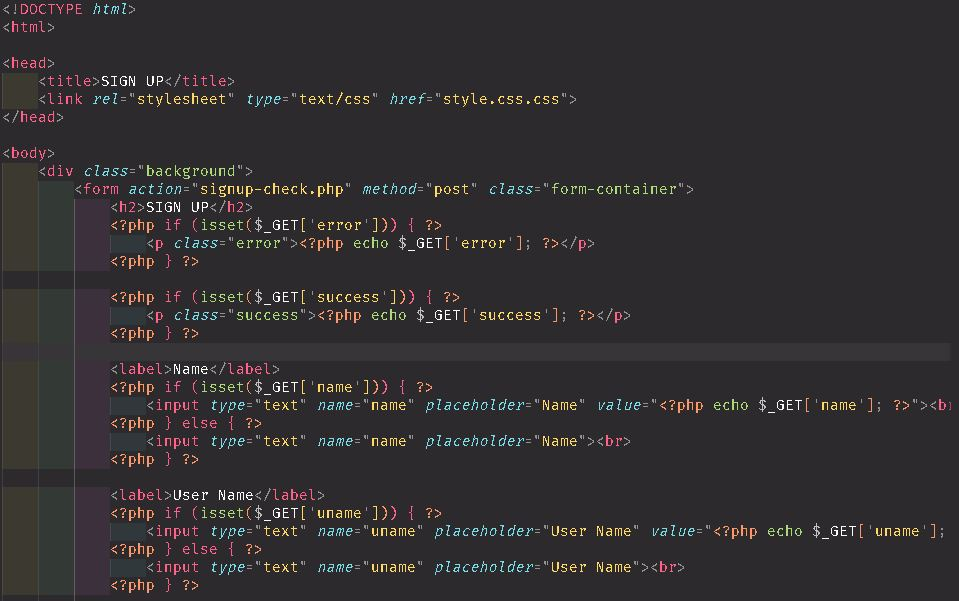 <!DOCTYPE html>
<html>
<head>
<title>SIGN UP</title>
<link rel="stylesheet" type="text/css" href="style.css.css">
</head>
<body>
<div class="background">
<form action="signup-check.php" method="post" class="form-container">
<h2>SIGN UP</h2>
<?php if (isset($_GET['error'])) { ?>
<p class="error"><?php echo $_GET['error']; ?></p>
<?php } ?>
<?php if (isset($_GET['success'])) { ?>
<p class="success"><?php echo $_GET['success']; ?></p>
<?php } ?>
<label>Name</label>
<?php if (isset($_GET['name'])) { ?>
<input type="text" name="name" placeholder="Name" value="<?php echo $_GET['name']; ?>"><br
<?php } else { ?>
<input type="text" name="name" placeholder="Name"><br>
<?php } ?>
<label>User Name</label>
<?php if (isset($_GET['uname'])) { ?>
<input type="text" name="uname" placeholder="User Name" value="<?php echo $_GET['uname'];
<?php } else { ?>
<input type="text" name="uname" placeholder="User Name"><br>
<?php } ?>